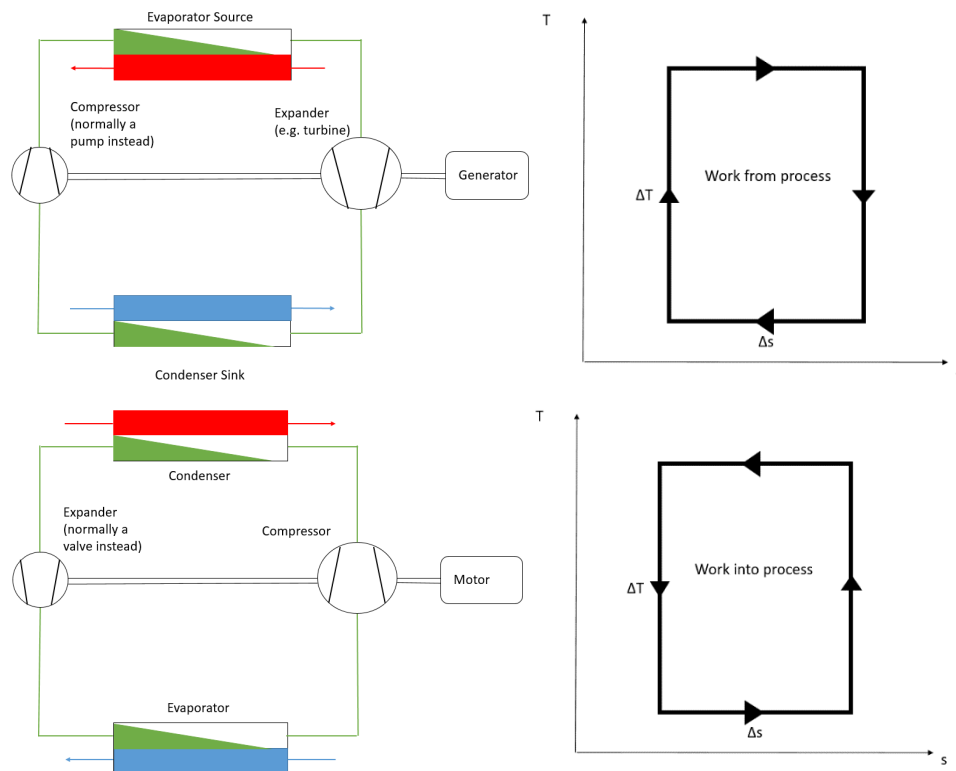 Evaporator Source
T
Compressor
(normally a
pump instead)
Expander
(e.g. turbine)
Generator
Work from process
ΔT
Δs
Condenser Sink
T
Condenser
Expander
(normally a
valve instead)
Compressor
Motor
Work into process
ΔT
Evaporator
Δs
s